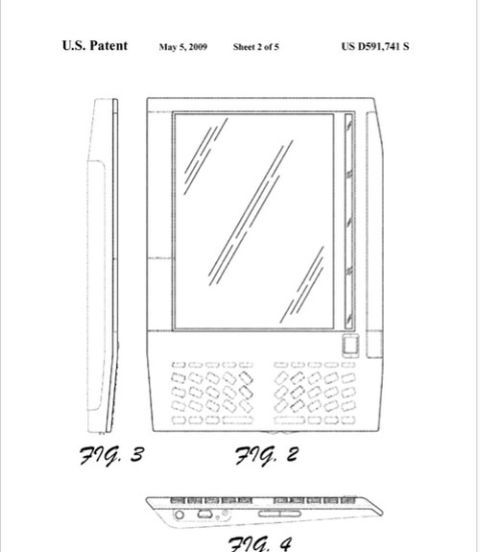 U.S. Patent May 5, 2009 Sheet 2 of 5 US D591,741 S
FIG. 3 FIG. 2
FIG. 4